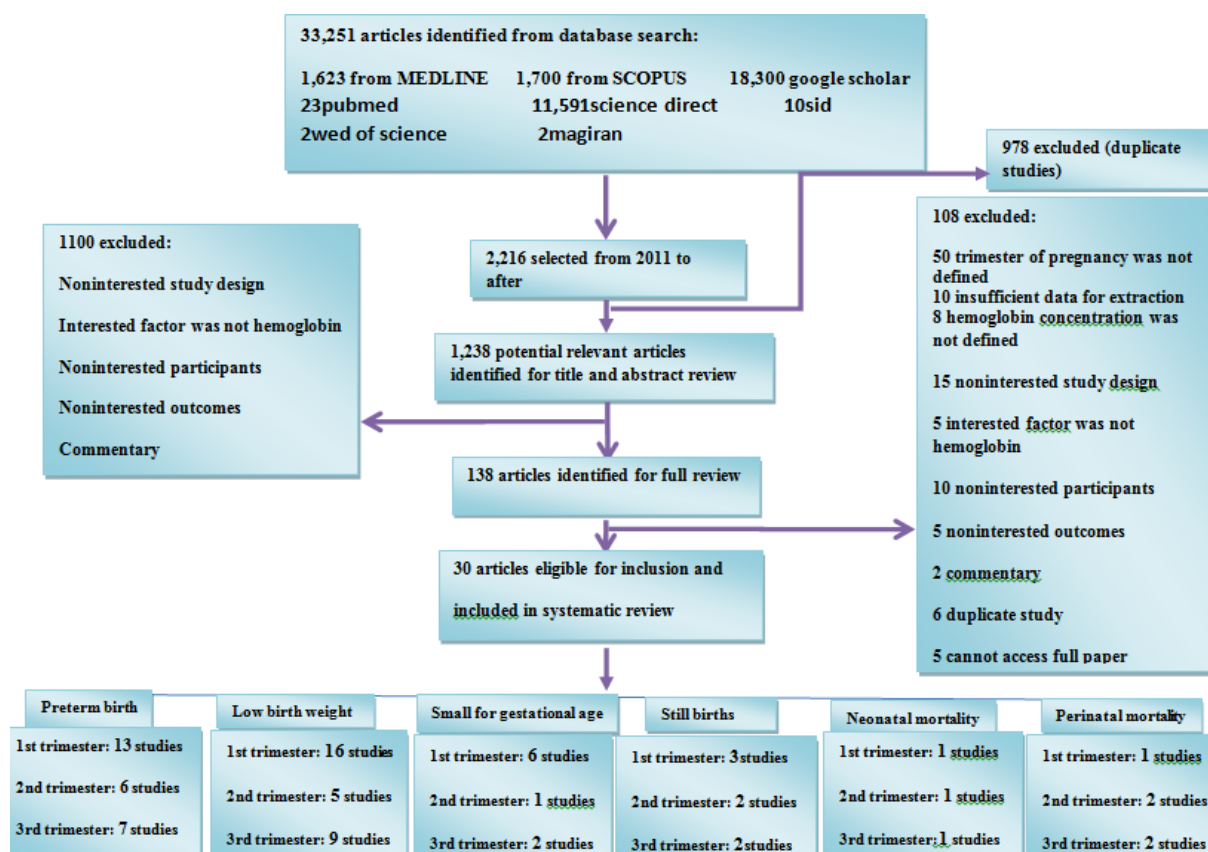 33,251 articles identified from database search:
1,623 from MEDLINE 1,700 from SCOPUS 18,300 google scholar
23pubmed 11,591science direct 10sid
2wed of science 2magiran
978 excluded (duplicate
studies)
2,216 selected from 2011 to
after
1,238 potential relevant articles
identified for title and abstract review
1100 excluded:
Noninterested study design
Interested factor was not hemoglobin
Noninterested participants
Noninterested outcomes
Commentary
138 articles identified for full review
108 excluded:
50 trimester of pregnancy was not
defined
10 insufficient data for extraction
8 hemoglobin concentration was
not defined
15 noninterested study design
5 interested factor was not
hemoglobin
10 noninterested participants
5 noninterested outcomes
2 commentary
6 duplicate study
5 cannot access full paper
30 articles eligible for inclusion and
included in systematic review
Preterm birth
1st trimester: 13 studies
2nd trimester: 6 studies
3rd trimester: 7 studies
Low birth weight
1st trimester: 16 studies
2nd trimester: 5 studies
3rd trimester: 9 studies
Small for gestational age
1st trimester: 6 studies
2nd trimester: 1 studies
3rd trimester: 2 studies
Still births
1st trimester: 3studies
2nd trimester: 2 studies
3rd trimester: 2studies
Neonatal mortality
1st trimester: 1 studies
2nd trimester: 1 studies
3rd trimester:1 studies
Perinatal mortality
1st trimester: 1 studies
2nd trimester: 2 studies
3rd trimester: 2 studies